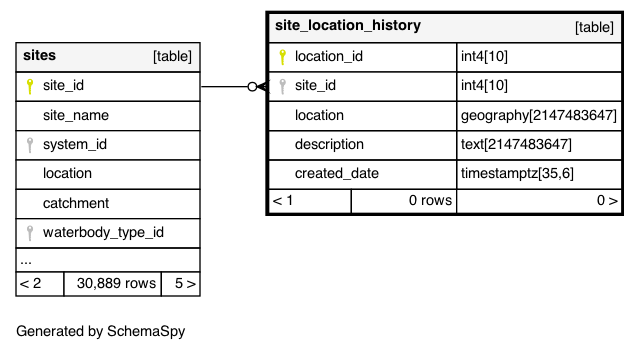 sites [table]
site_id
site_name
system_id
location
catchment
waterbody_type_id
...
< 2 30,889 rows 5 >
site_location_history [table]
location_id int4[10]
site_id int4[10]
location geography[2147483647]
description text[2147483647]
created_date timestamptz[35,6]
< 1 0 rows 0 >
Generated by SchemaSpy